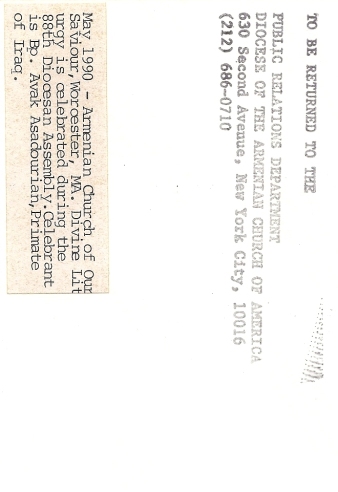 TO BE RETURNED TO THE
PUBLIC RELATIONS DEPARTMENT
DIOCESE OF THE ARMENIAN CHURCH OF AMERICA
630 Second Avenue, New York City, 10016
(212) 686-0710
May 1990 - Armenian Church of Our
Saviour,Worcester, MA. Divine Lit
urgy is celebrated during the
88th Diocesan Assembly.Celebrant
is Bp. Avak Asadourian,Primate
of Iraq.